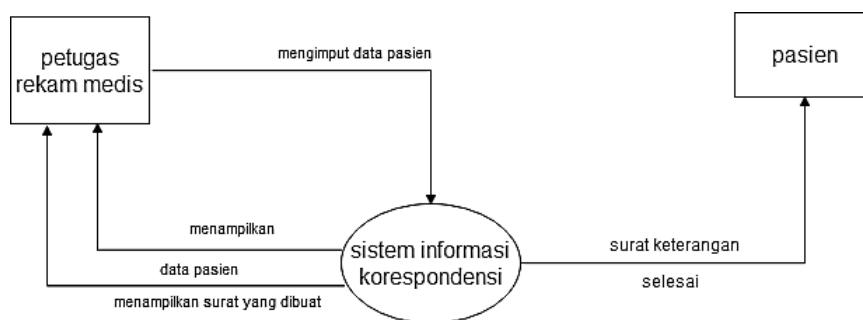 petugas
rekam medis
mengimput data pasien
pasien
menampilkan
data pasien
menampilkan surat yang dibuat
sistem informasi
korespondensi
surat keterangan
selesai